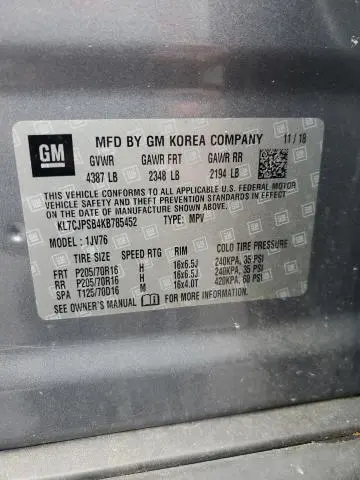 GM
MFD BY GM KOREA COMPANY 11/18
GVWR GAWR FRT GAWR RR
4387 LB 2348 LB 2194 LB
THIS VEHICLE CONFORMS TO ALL APPLICABLE U.S. FEDERAL MOTOR
VEHICLE SAFETY AND THEFT PREVENTION STANDARDS IN EFFECT
ON THE DATE OF MANUFACTURE SHOWN ABOVE.
KL7CJPSB4KB785452 TYPE: MPV
MODEL: 1JV76
TIRE SIZE SPEED RTG RIM COLD TIRE PRESSURE
FRT P205/70R16 H 16x6.5J 240KPA, 35 PSI
RR P205/70R16 H 16x6.5J 240KPA, 35 PSI
SPA T125/70D16 M 16x4.0T 420KPA, 60 PSI
SEE OWNER'S MANUAL FOR MORE INFORMATION.